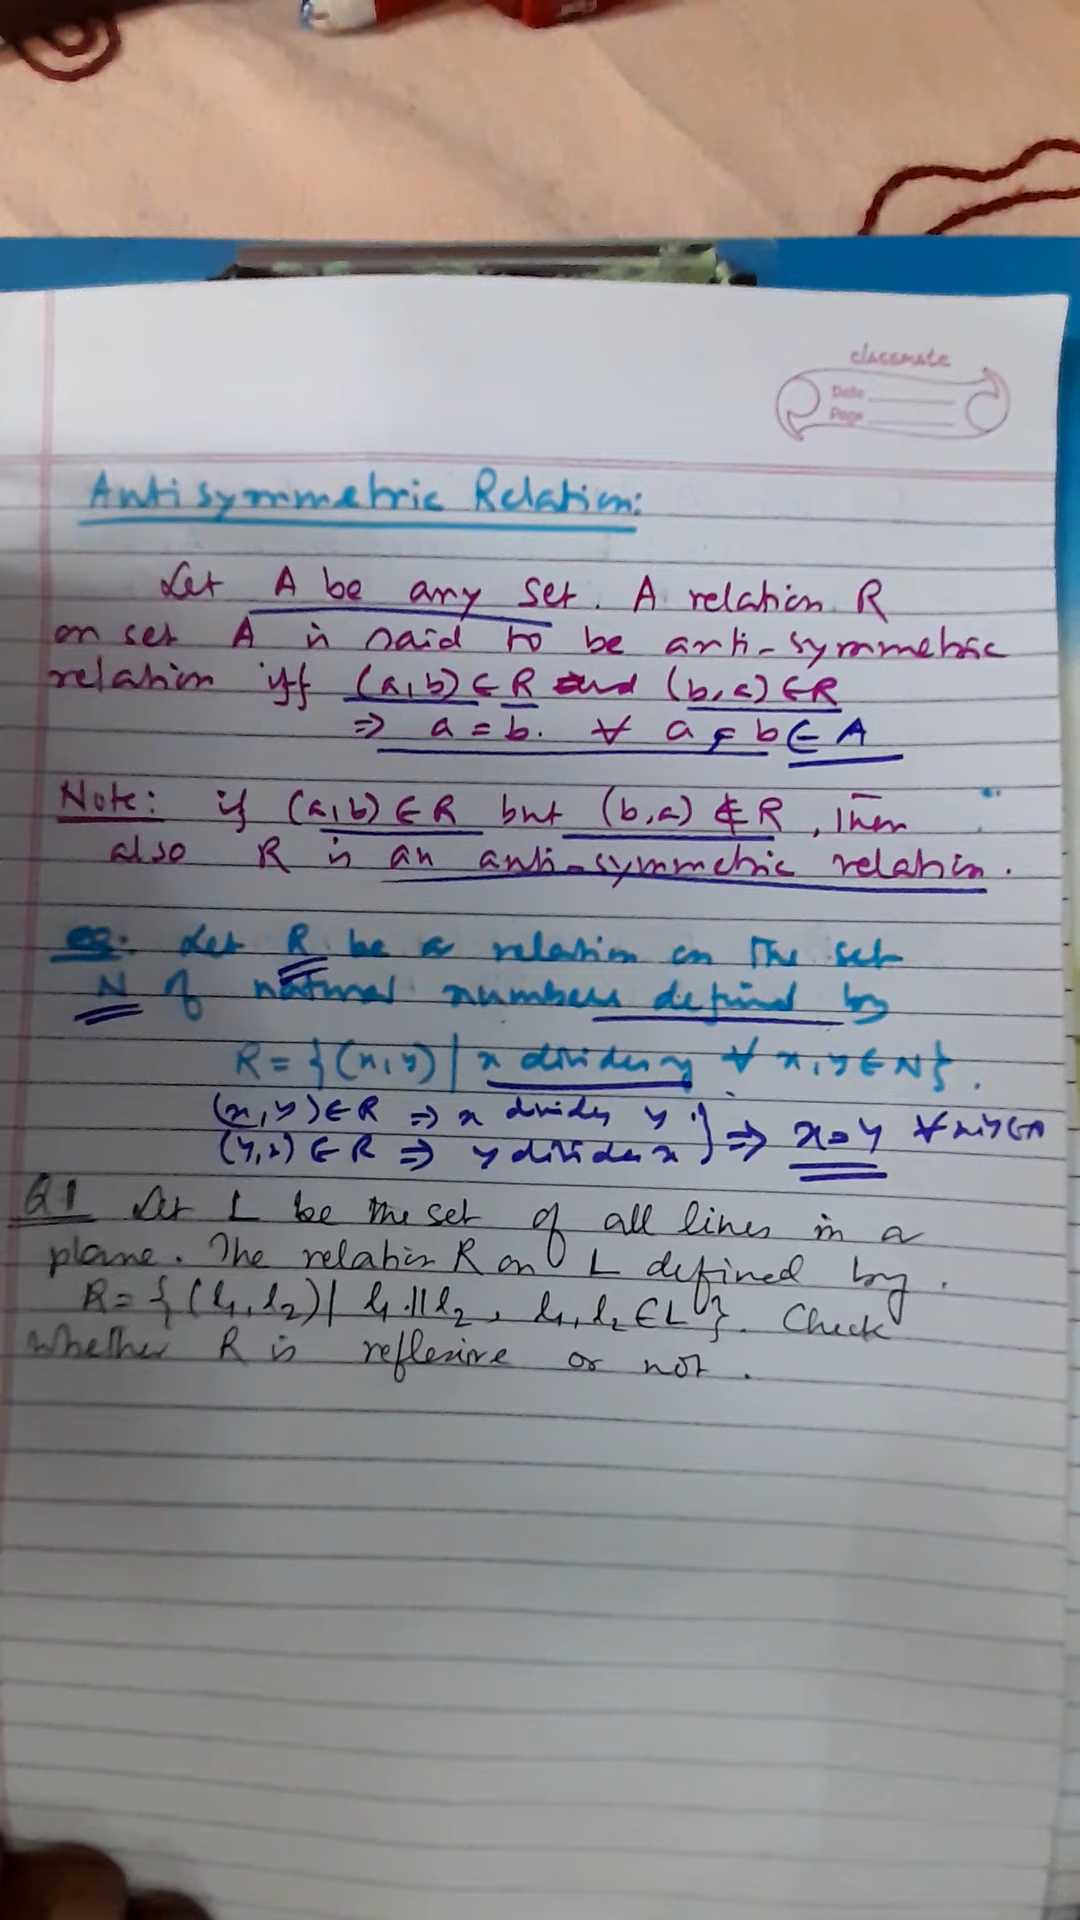 classmate
Date
Page
Antisymmetric Relation:
Let A be any set. A relation R
on set A is said to be anti-symmetric
relation iff (a,b) ∈ R and (b,a) ∈ R
⇒ a = b. ∀ a, b ∈ A
Note: if (a,b) ∈ R but (b,a) ∉ R, then
also R is an anti-symmetric relation.
eg: Let R be a relation on the set
N of natural numbers defined by
R = {(x,y) | x divides y ∀ x,y ∈ N}.
(x,y) ∈ R ⇒ x divides y
(y,x) ∈ R ⇒ y divides x } ⇒ x = y ∀ x,y ∈ A
Q1 Let L be the set of all lines in a
plane. The relation R on L defined by.
R = {(l1, l2) | l1 || l2, l1, l2 ∈ L}. Check
whether R is reflexive or not.